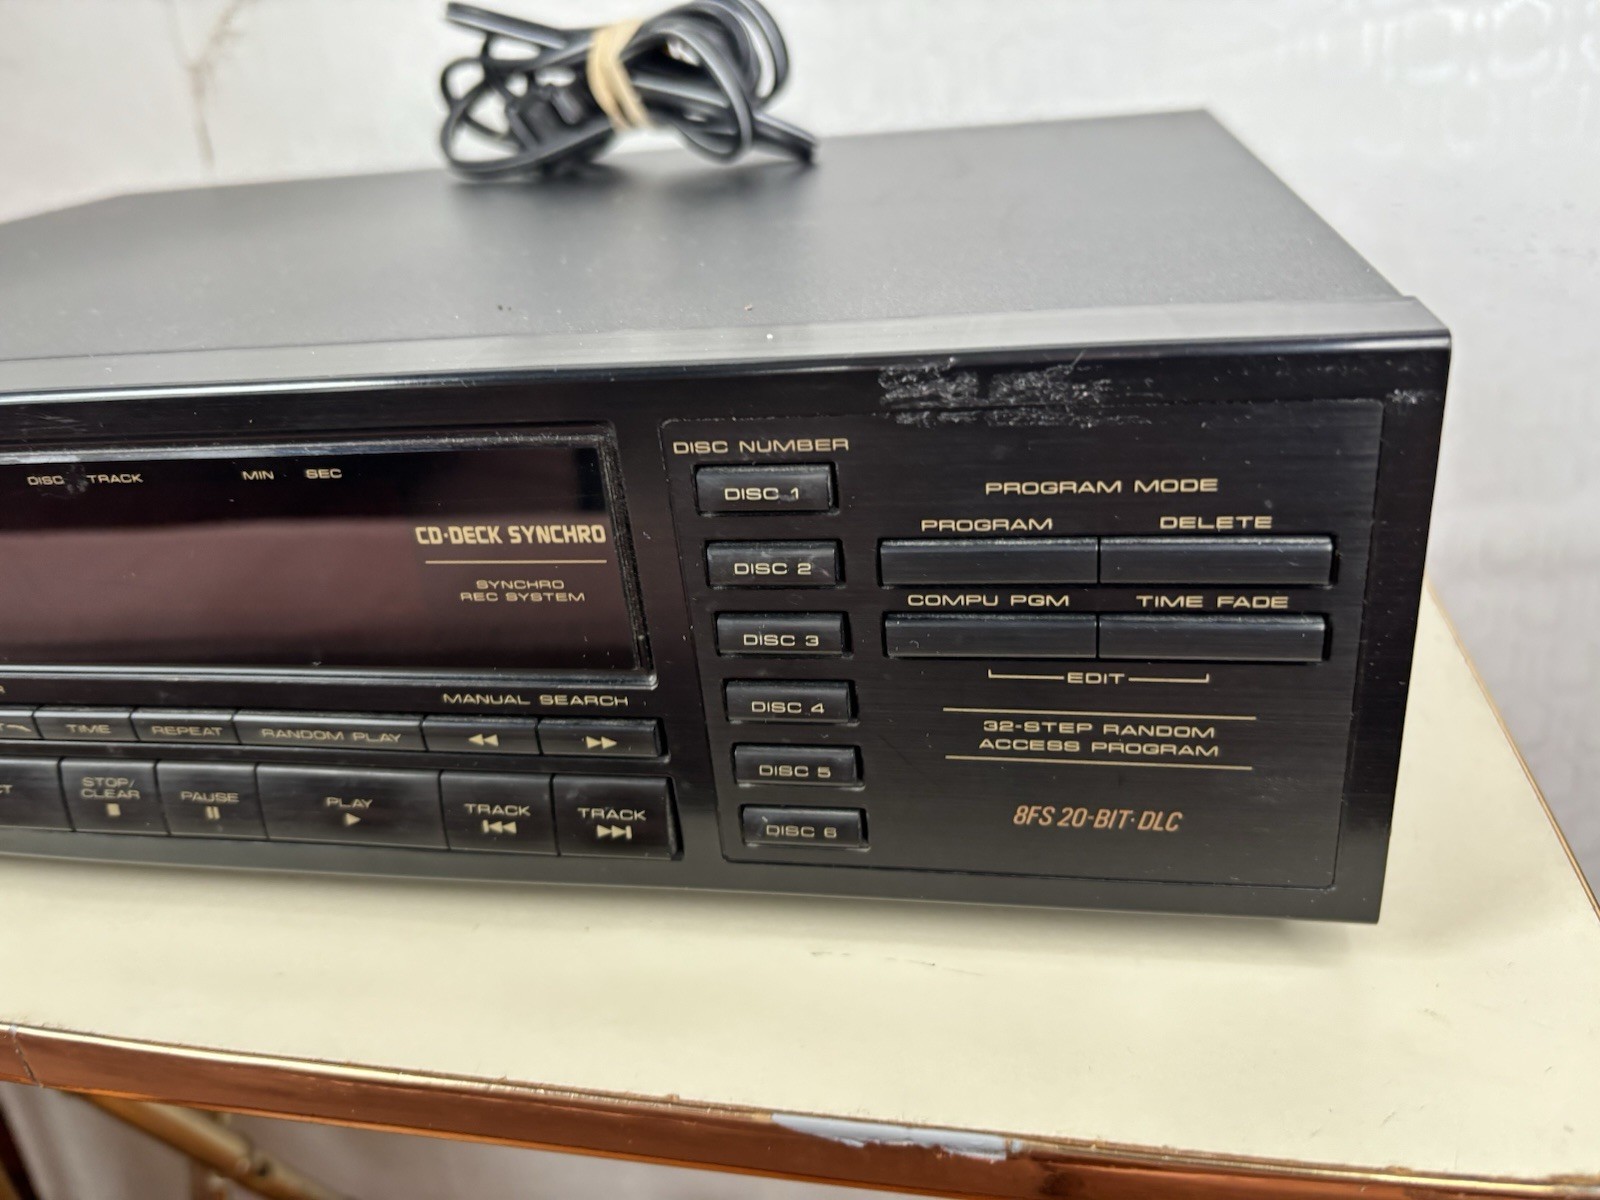 DISC TRACK MIN SEC
CD·DECK SYNCHRO
SYNCHRO
REC SYSTEM
MANUAL SEARCH
TIME
REPEAT
RANDOM PLAY
STOP/
CLEAR
PAUSE
PLAY
TRACK
TRACK
DISC NUMBER
DISC 1
DISC 2
DISC 3
DISC 4
DISC 5
DISC 6
PROGRAM MODE
PROGRAM DELETE
COMPU PGM TIME FADE
EDIT
32-STEP RANDOM
ACCESS PROGRAM
8FS 20-BIT·DLC